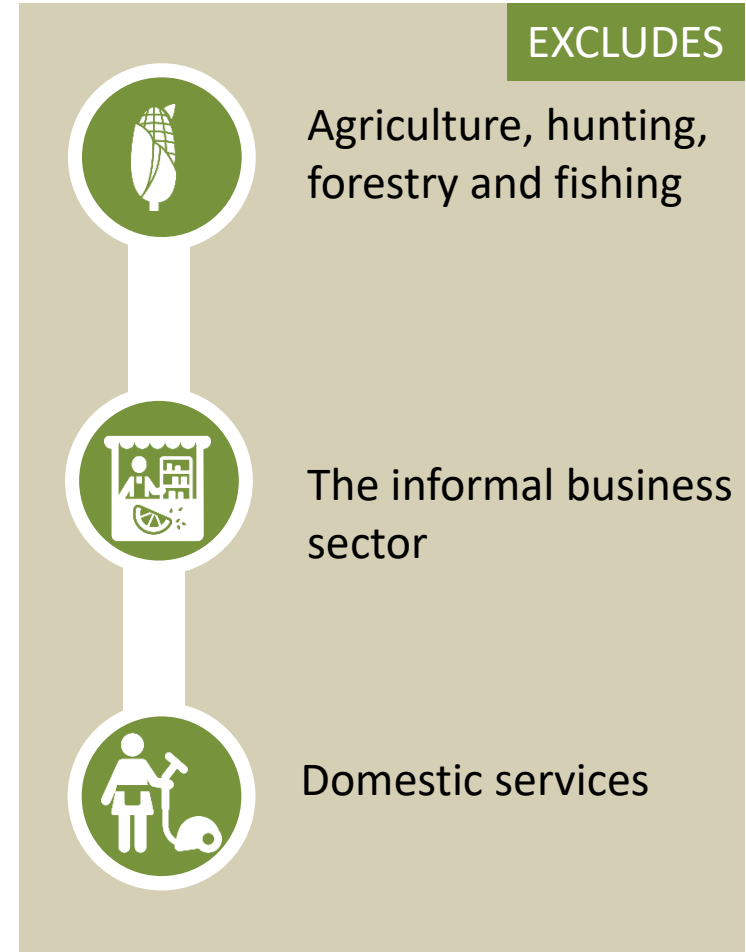 EXCLUDES
Agriculture, hunting,
forestry and fishing
The informal business
sector
Domestic services